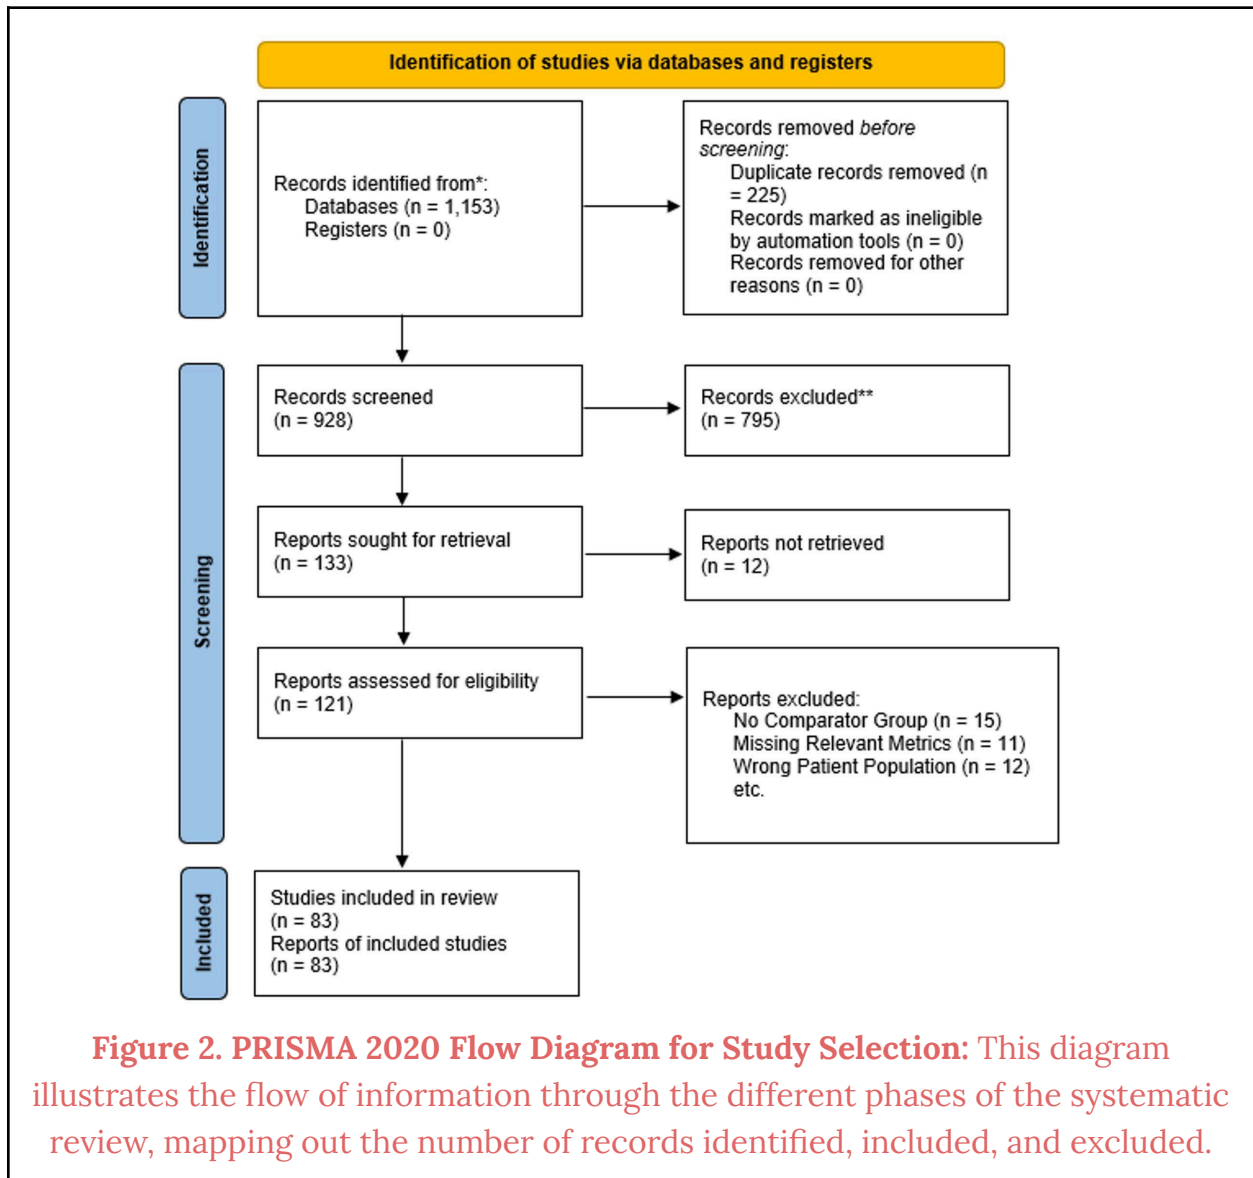 Identification of studies via databases and registers
Identification
Records identified from*:
Databases (n = 1,153)
Registers (n = 0)
Records removed before
screening:
Duplicate records removed (n
= 225)
Records marked as ineligible
by automation tools (n = 0)
Records removed for other
reasons (n = 0)
Screening
Records screened
(n = 928)
Records excluded**
(n = 795)
Reports sought for retrieval
(n = 133)
Reports not retrieved
(n = 12)
Reports assessed for eligibility
(n = 121)
Reports excluded:
No Comparator Group (n = 15)
Missing Relevant Metrics (n = 11)
Wrong Patient Population (n = 12)
etc.
Included
Studies included in review
(n = 83)
Reports of included studies
(n = 83)
Figure 2. PRISMA 2020 Flow Diagram for Study Selection: This diagram
illustrates the flow of information through the different phases of the systematic
review, mapping out the number of records identified, included, and excluded.